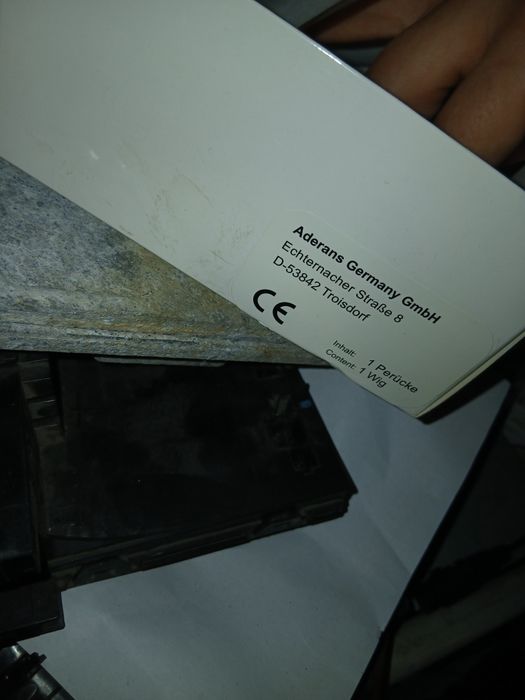 Aderans Germany GmbH
Echternacher Straße 8
D-53842 Troisdorf
CE
Inhalt: 1 Perücke
Content: 1 Wig